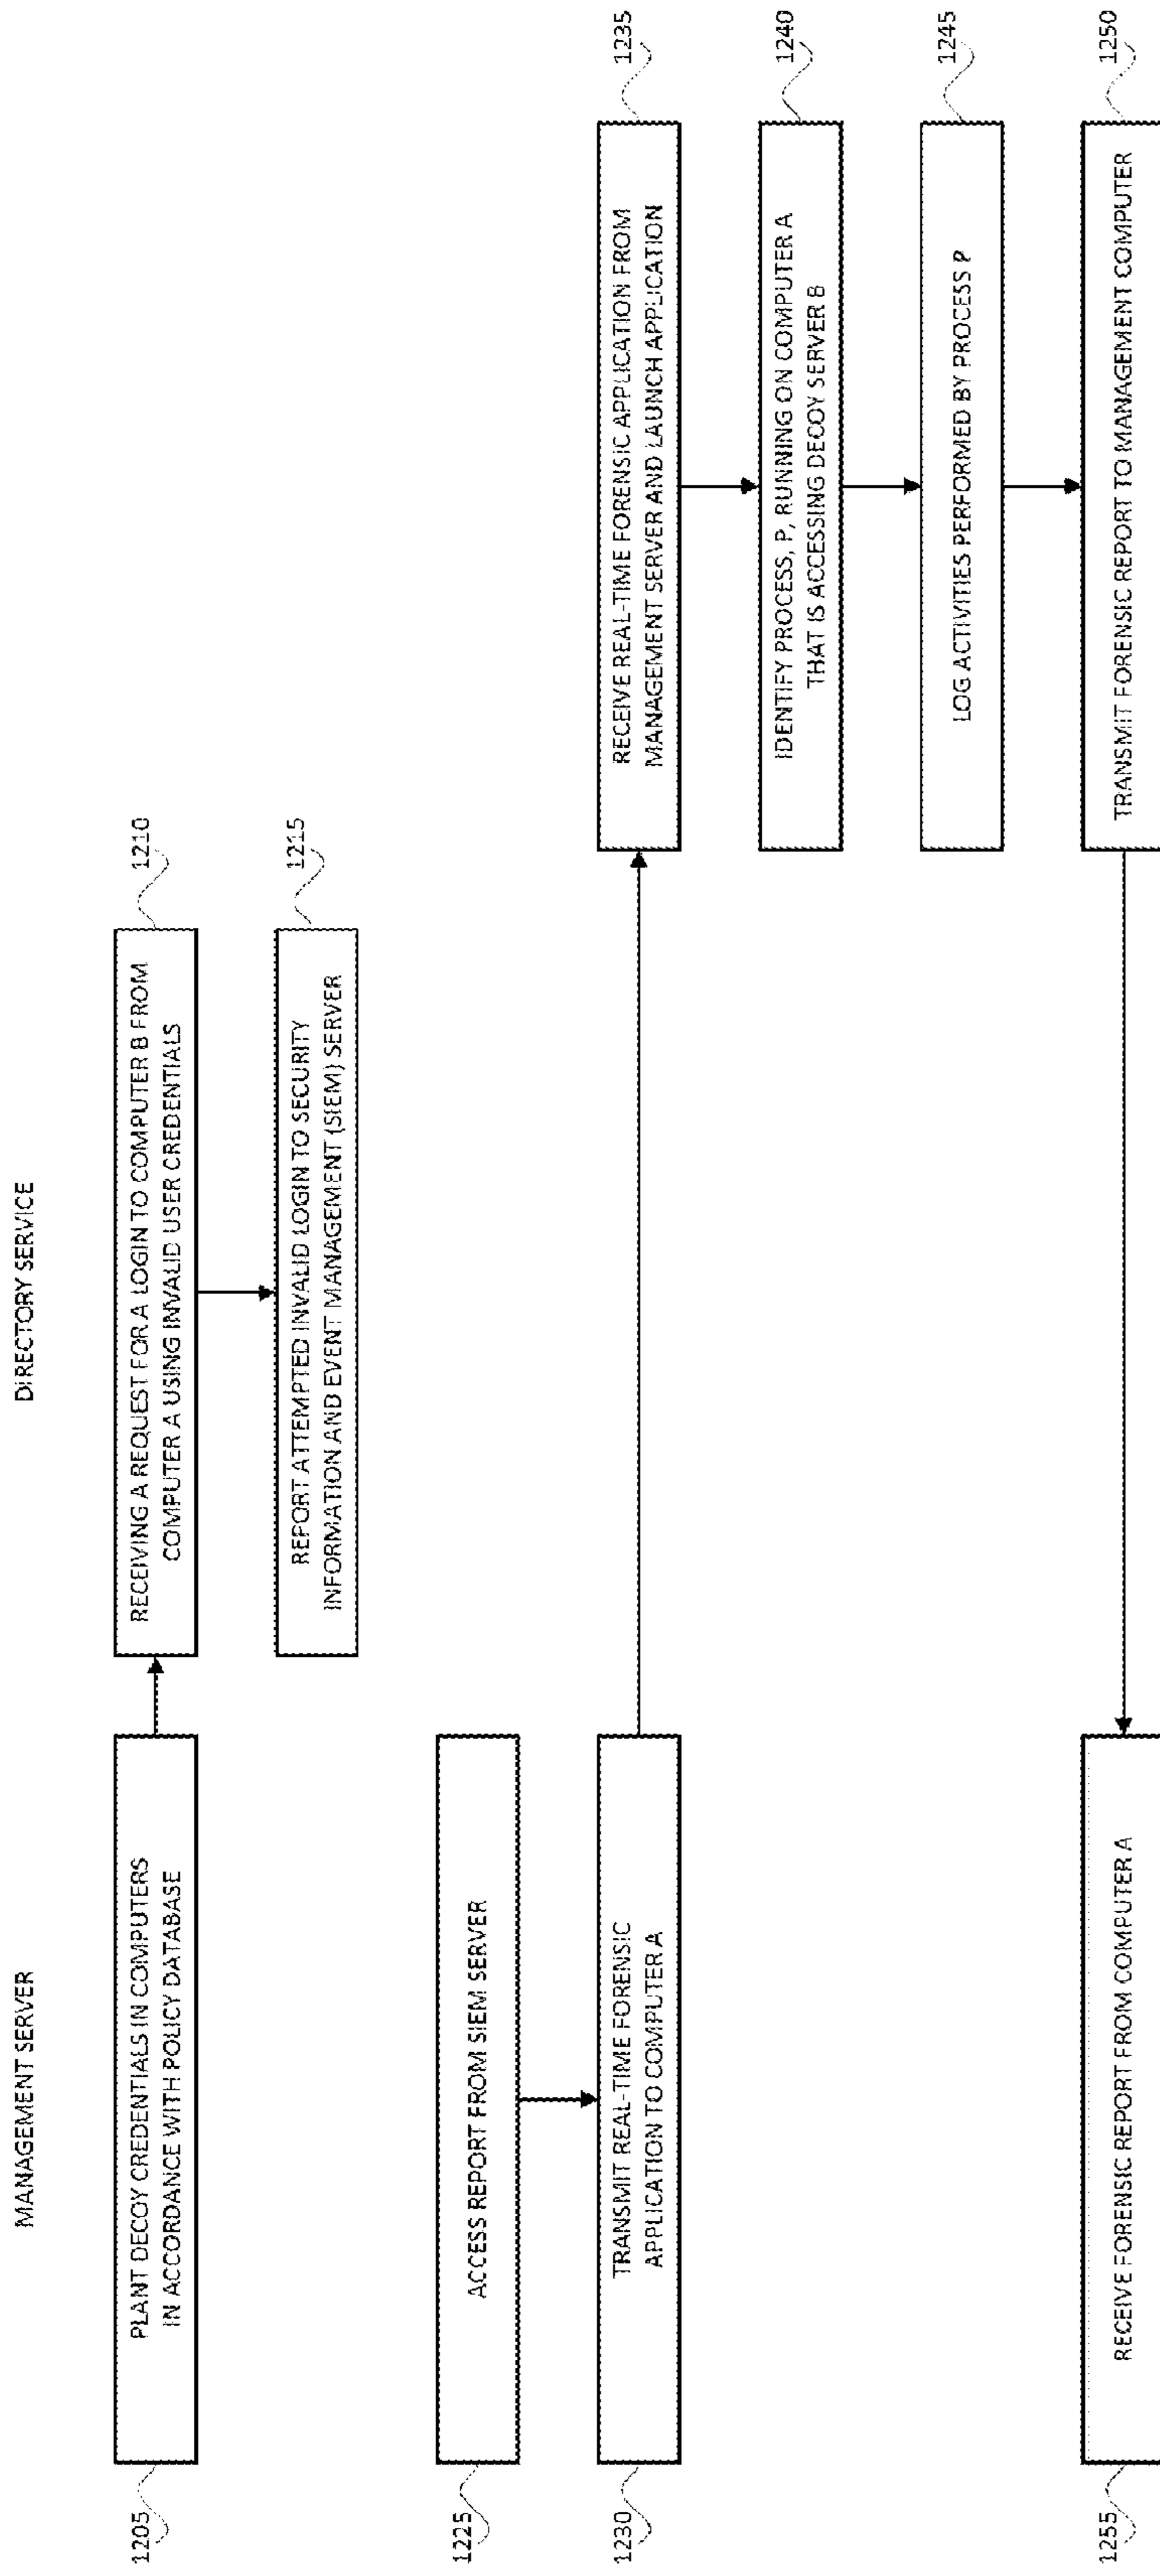 MANAGEMENT SERVER
DIRECTORY SERVICE
1205
PLANT DECOY CREDENTIALS IN COMPUTERS
IN ACCORDANCE WITH POLICY DATABASE
RECEIVING A REQUEST FOR A LOGIN TO COMPUTER B FROM
COMPUTER A USING INVALID USER CREDENTIALS
1210
REPORT ATTEMPTED INVALID LOGIN TO SECURITY
INFORMATION AND EVENT MANAGEMENT (SIEM) SERVER
1215
1225
ACCESS REPORT FROM SIEM SERVER
1230
TRANSMIT REAL-TIME FORENSIC
APPLICATION TO COMPUTER A
RECEIVE REAL-TIME FORENSIC APPLICATION FROM
MANAGEMENT SERVER AND LAUNCH APPLICATION
1235
IDENTIFY PROCESS, P, RUNNING ON COMPUTER A
THAT IS ACCESSING DECOY SERVER B
1240
LOG ACTIVITIES PERFORMED BY PROCESS P
1245
1255
RECEIVE FORENSIC REPORT FROM COMPUTER A
TRANSMIT FORENSIC REPORT TO MANAGEMENT COMPUTER
1250